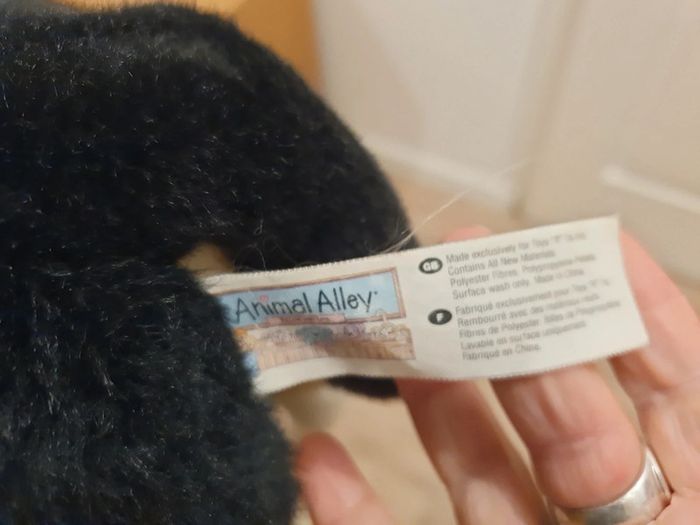 Animal Alley
GB
Made exclusively for Toys "R" Us Inc.
Contains All New Materials
Polyester Fibres, Polypropylene Pellets.
Surface wash only. Made in China.
F
Fabriqué exclusivement pour Toys "R" Us
Rembourré avec des matériaux neufs.
Fibres de Polyester. Billes de Polypropylene
Lavable en surface uniquement.
Fabriqué en Chine.